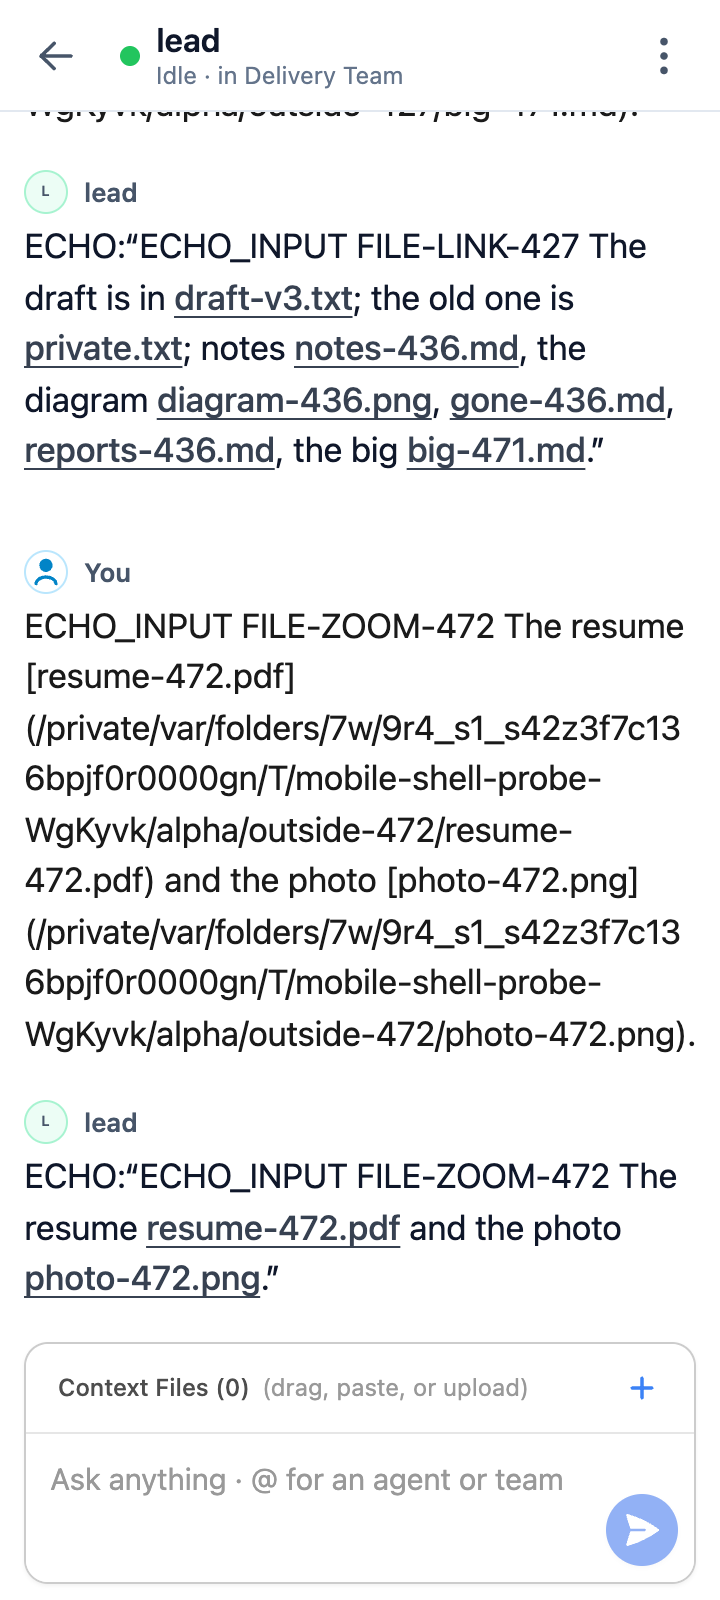 lead
Idle · in Delivery Team
L
lead
ECHO:“ECHO_INPUT FILE-LINK-427 The
draft is in draft-v3.txt; the old one is
private.txt; notes notes-436.md, the
diagram diagram-436.png, gone-436.md,
reports-436.md, the big big-471.md.”
You
ECHO_INPUT FILE-ZOOM-472 The resume
[resume-472.pdf]
(/private/var/folders/7w/9r4_s1_s42z3f7c13
6bpjf0r0000gn/T/mobile-shell-probe-
WgKyvk/alpha/outside-472/resume-
472.pdf) and the photo [photo-472.png]
(/private/var/folders/7w/9r4_s1_s42z3f7c13
6bpjf0r0000gn/T/mobile-shell-probe-
WgKyvk/alpha/outside-472/photo-472.png).
L
lead
ECHO:“ECHO_INPUT FILE-ZOOM-472 The
resume resume-472.pdf and the photo
photo-472.png.”
Context Files (0) (drag, paste, or upload)
Ask anything · @ for an agent or team